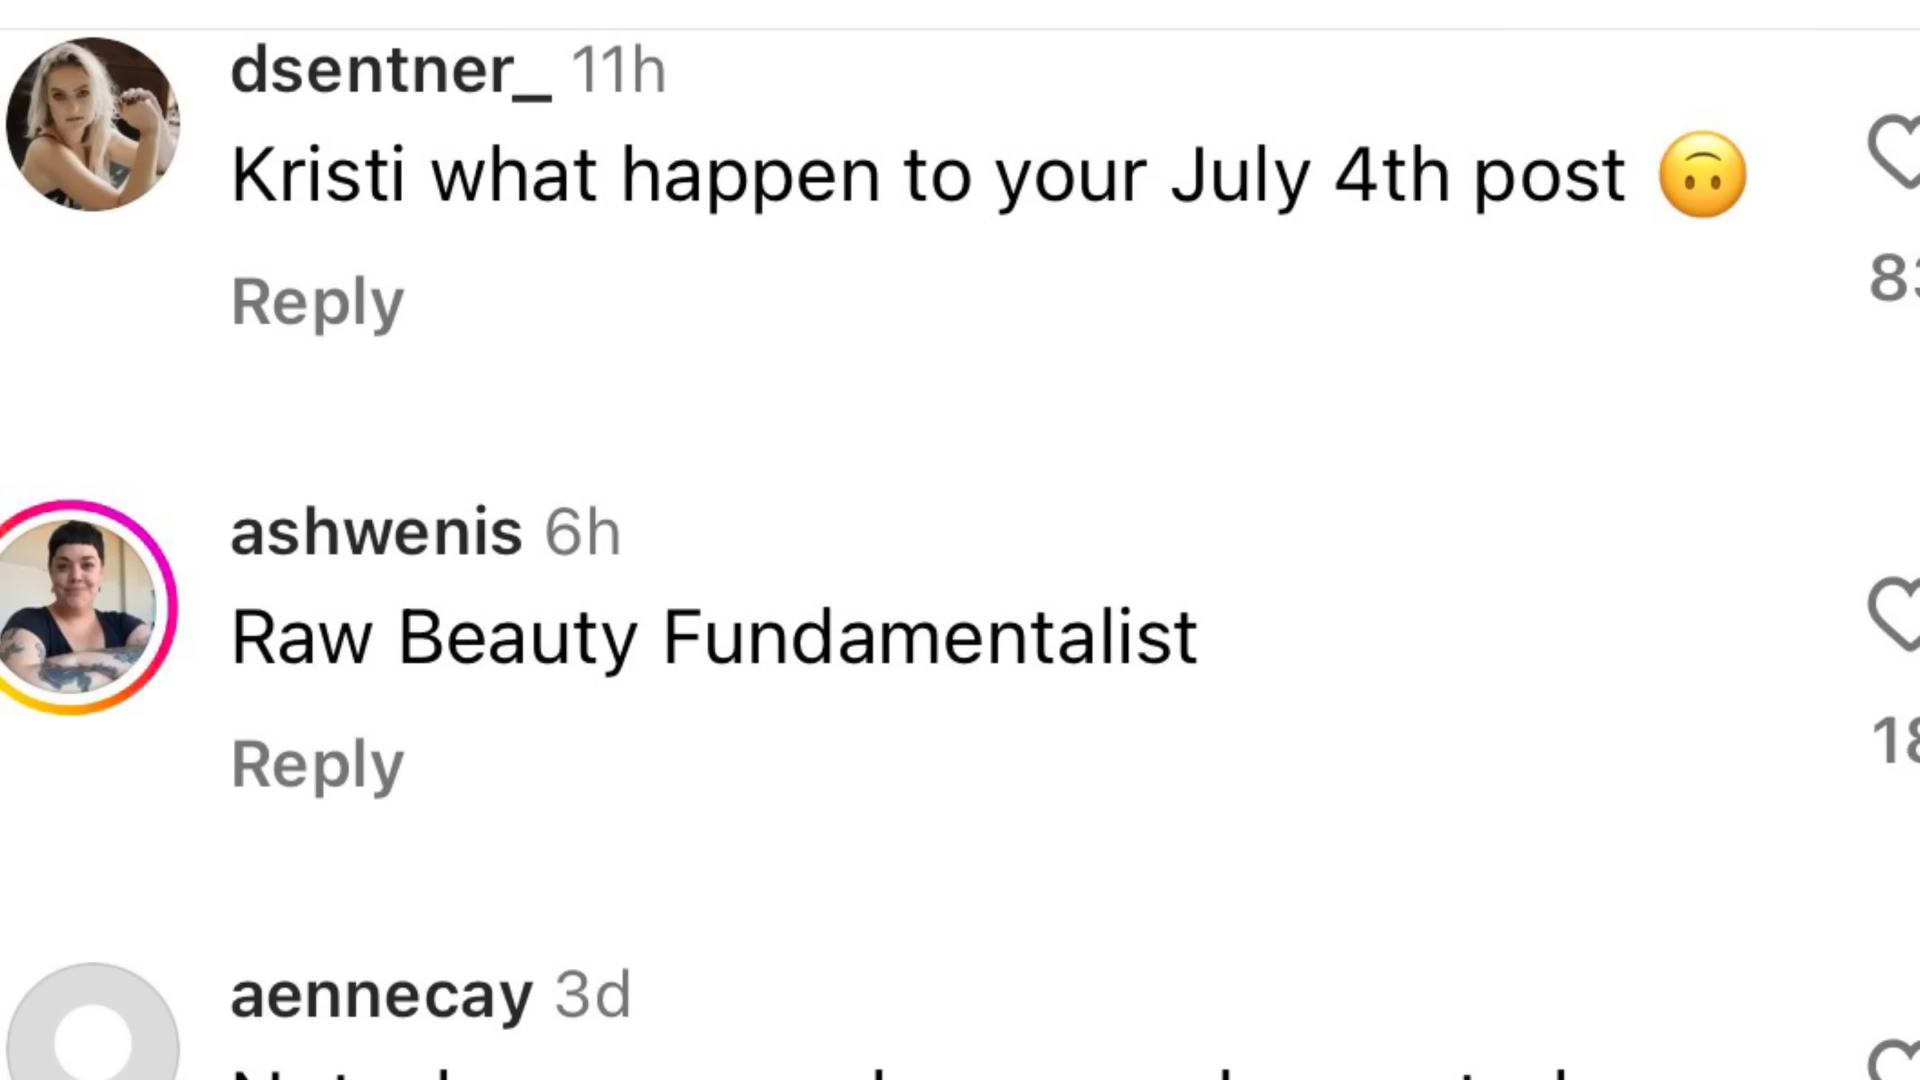 dsentner_ 11h
Kristi what happen to your July 4th post 🙃
Reply
ashwenis 6h
Raw Beauty Fundamentalist
Reply
aennecay 3d